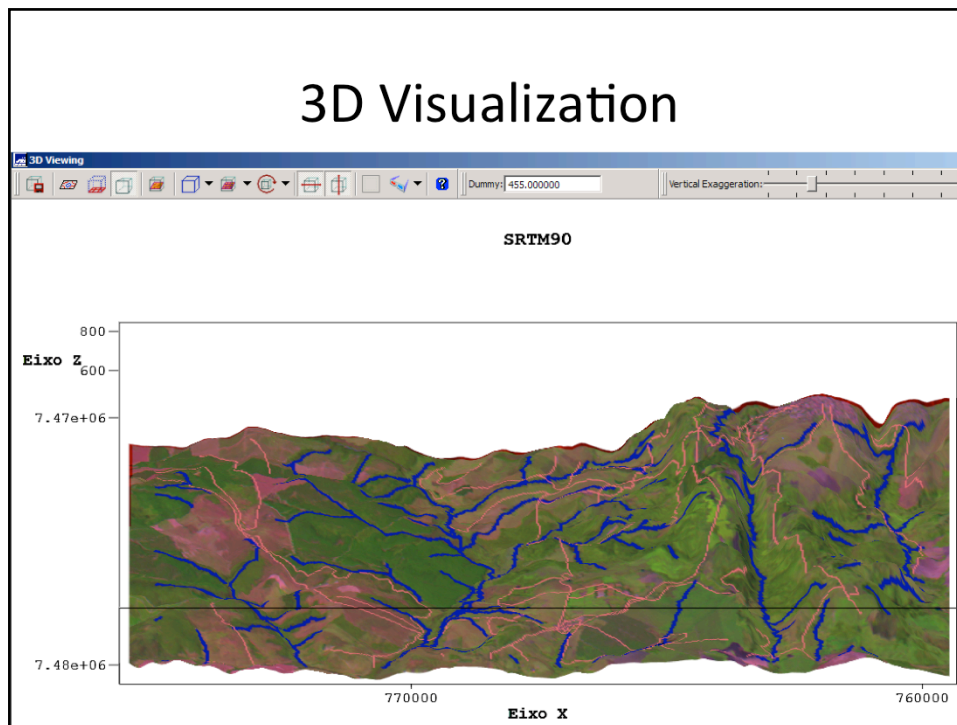 3D Visualization
3D Viewing
Dummy: 455.000000 Vertical Exaggeration:
SRTM90
800
Eixo Z
600
7.47e+06
7.48e+06
770000 760000
Eixo X